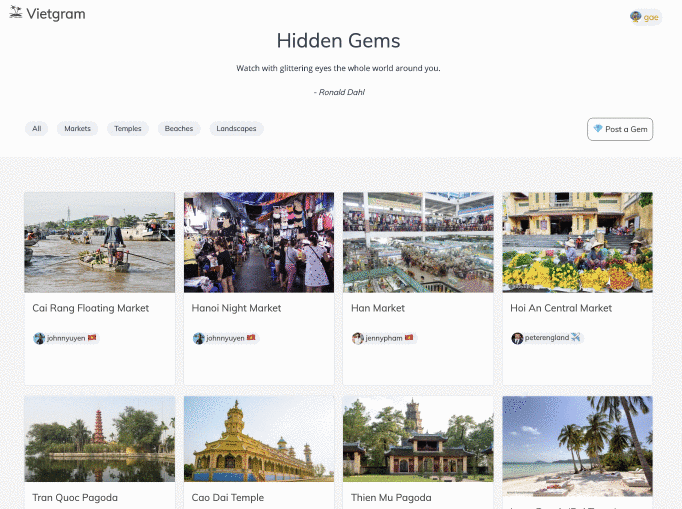 Vietgram
gae
Hidden Gems
Watch with glittering eyes the whole world around you.
- Ronald Dahl
All
Markets
Temples
Beaches
Landscapes
Post a Gem
Cai Rang Floating Market
Hanoi Night Market
Han Market
Hoi An Central Market
johnnyuyen
johnnyuyen
jennypham
peterengland
Tran Quoc Pagoda
Cao Dai Temple
Thien Mu Pagoda